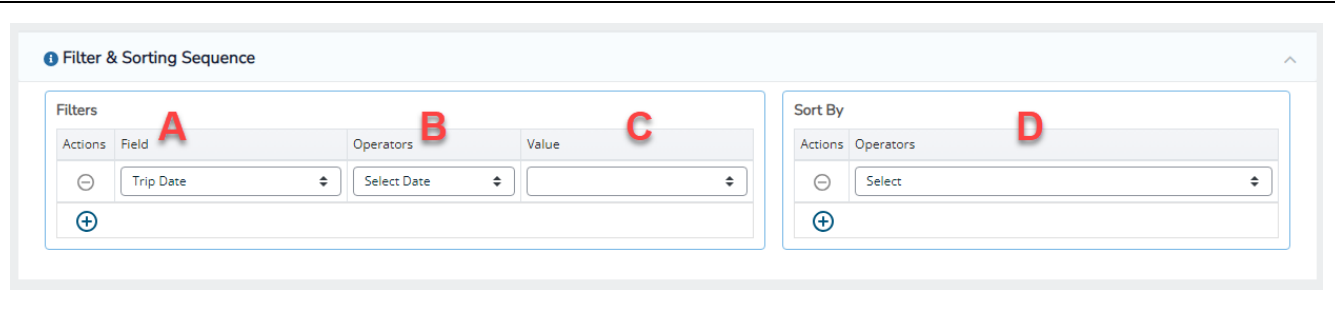 Filter & Sorting Sequence
Filters
A
B
C
Actions Field Operators Value
Trip Date Select Date
Sort By
D
Actions Operators
Select